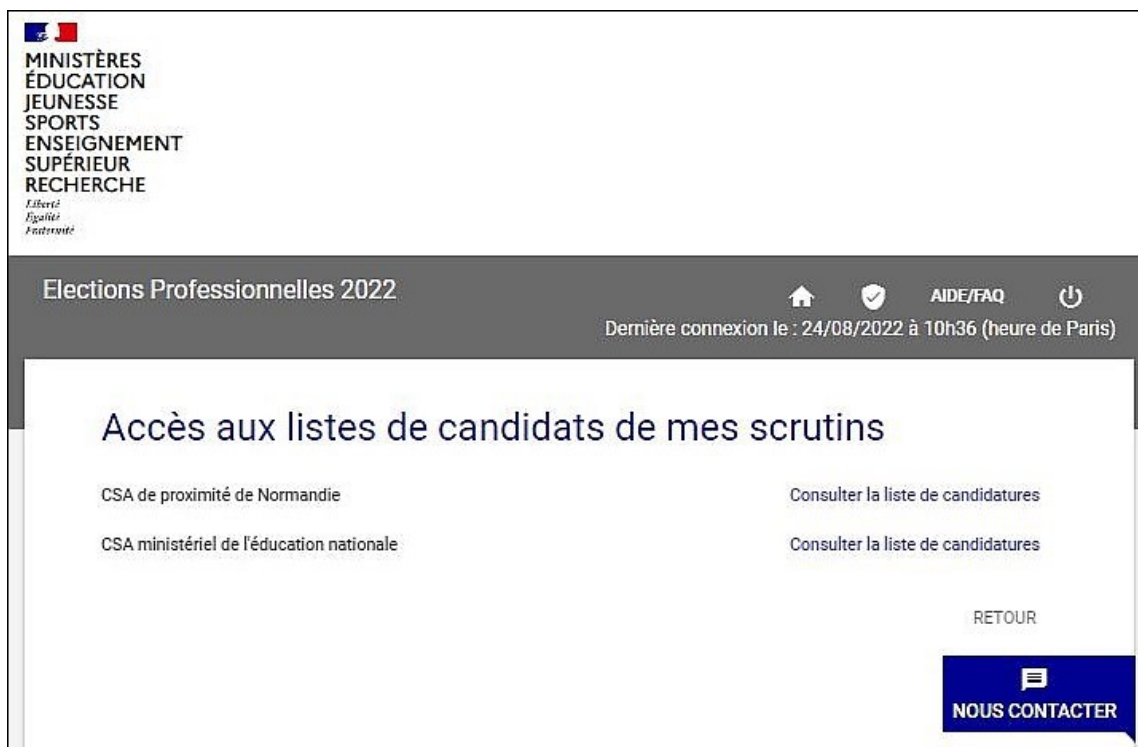 MINISTÈRES
ÉDUCATION
JEUNESSE
SPORTS
ENSEIGNEMENT
SUPÉRIEUR
RECHERCHE
Liberté
Égalité
Fraternité
Elections Professionnelles 2022
AIDE/FAQ
Dernière connexion le : 24/08/2022 à 10h36 (heure de Paris)
Accès aux listes de candidats de mes scrutins
CSA de proximité de Normandie Consulter la liste de candidatures
CSA ministériel de l'éducation nationale Consulter la liste de candidatures
RETOUR
NOUS CONTACTER